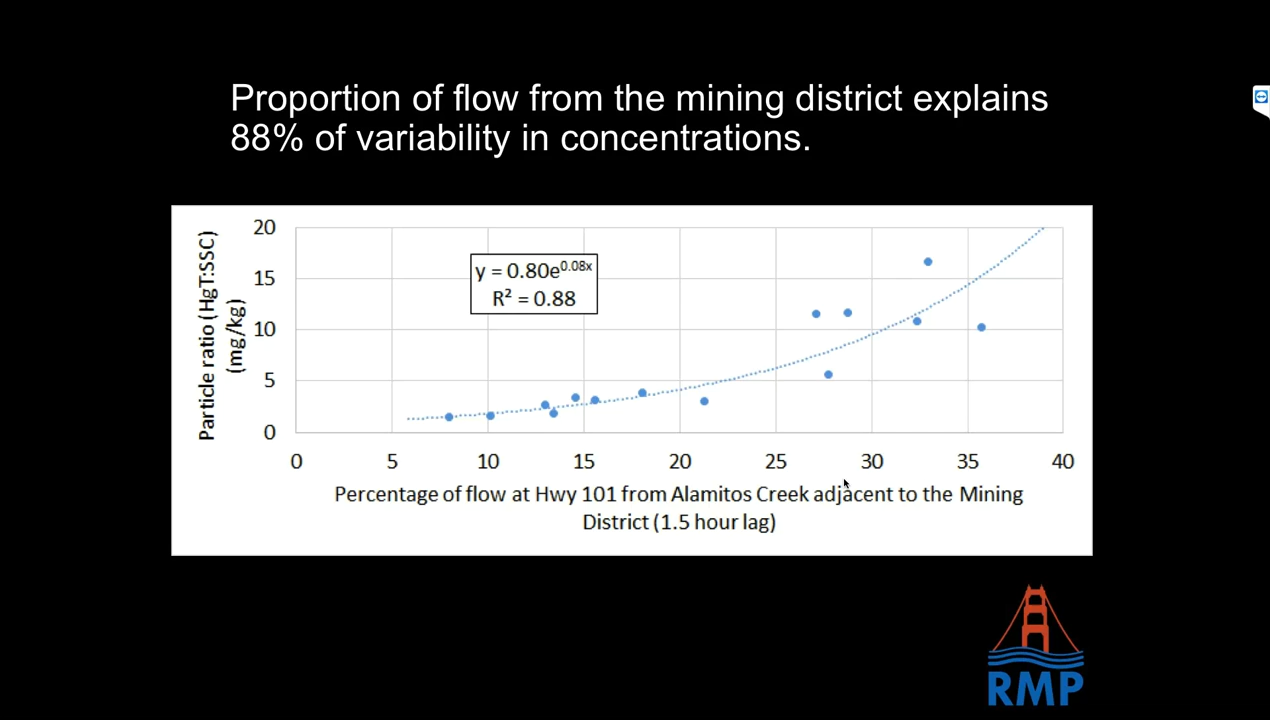 Proportion of flow from the mining district explains
88% of variability in concentrations.
Particle ratio (HgT:SSC)
(mg/kg)
20
15
10
5
0
y = 0.80e^0.08x
R² = 0.88
0 5 10 15 20 25 30 35 40
Percentage of flow at Hwy 101 from Alamitos Creek adjacent to the Mining
District (1.5 hour lag)
RMP